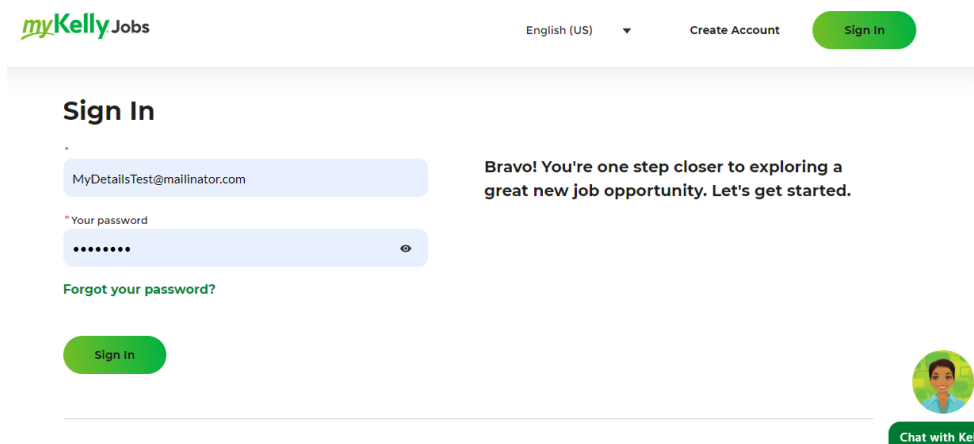 myKelly Jobs
English (US)
Create Account
Sign In
Sign In
*
MyDetailsTest@mailinator.com
*Your password
••••••••
Forgot your password?
Sign In
Bravo! You're one step closer to exploring a
great new job opportunity. Let's get started.
Chat with Ke